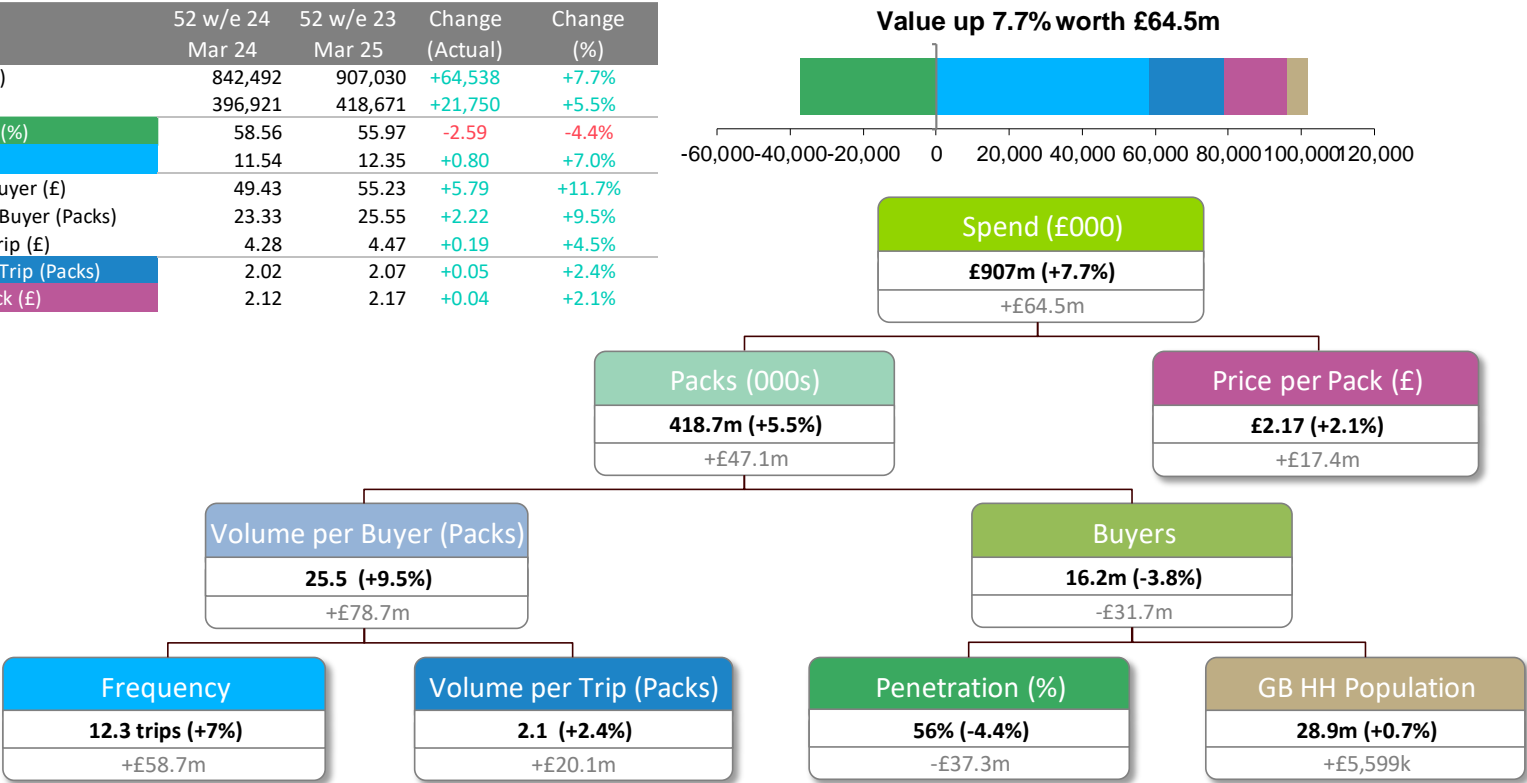 52 w/e 24 52 w/e 23 Change Change
Mar 24 Mar 25 (Actual) (%)
) 842,492 907,030 +64,538 +7.7%
396,921 418,671 +21,750 +5.5%
(%) 58.56 55.97 -2.59 -4.4%
11.54 12.35 +0.80 +7.0%
uyer (£) 49.43 55.23 +5.79 +11.7%
Buyer (Packs) 23.33 25.55 +2.22 +9.5%
rip (£) 4.28 4.47 +0.19 +4.5%
Trip (Packs) 2.02 2.07 +0.05 +2.4%
ck (£) 2.12 2.17 +0.04 +2.1%
Value up 7.7% worth £64.5m
-60,000 -40,000 -20,000 0 20,000 40,000 60,000 80,000 100,000 120,000
Spend (£000)
£907m (+7.7%)
+£64.5m
Packs (000s)
418.7m (+5.5%)
+£47.1m
Price per Pack (£)
£2.17 (+2.1%)
+£17.4m
Volume per Buyer (Packs)
25.5 (+9.5%)
+£78.7m
Buyers
16.2m (-3.8%)
-£31.7m
Frequency
12.3 trips (+7%)
+£58.7m
Volume per Trip (Packs)
2.1 (+2.4%)
+£20.1m
Penetration (%)
56% (-4.4%)
-£37.3m
GB HH Population
28.9m (+0.7%)
+£5,599k